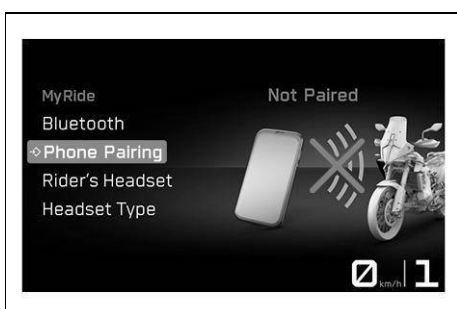 MyRide
Not Paired
Bluetooth
Phone Pairing
Rider's Headset
Headset Type
0 km/h 1